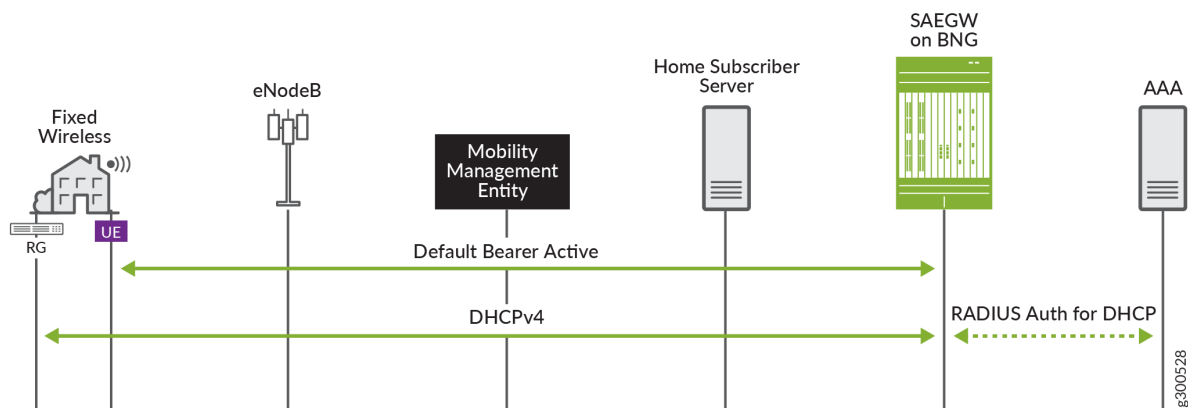 SAEGW
on BNG
Home Subscriber
Server
AAA
eNodeB
Fixed
Wireless
Mobility
Management
Entity
UE
RG
Default Bearer Active
DHCPv4
RADIUS Auth for DHCP
g300528